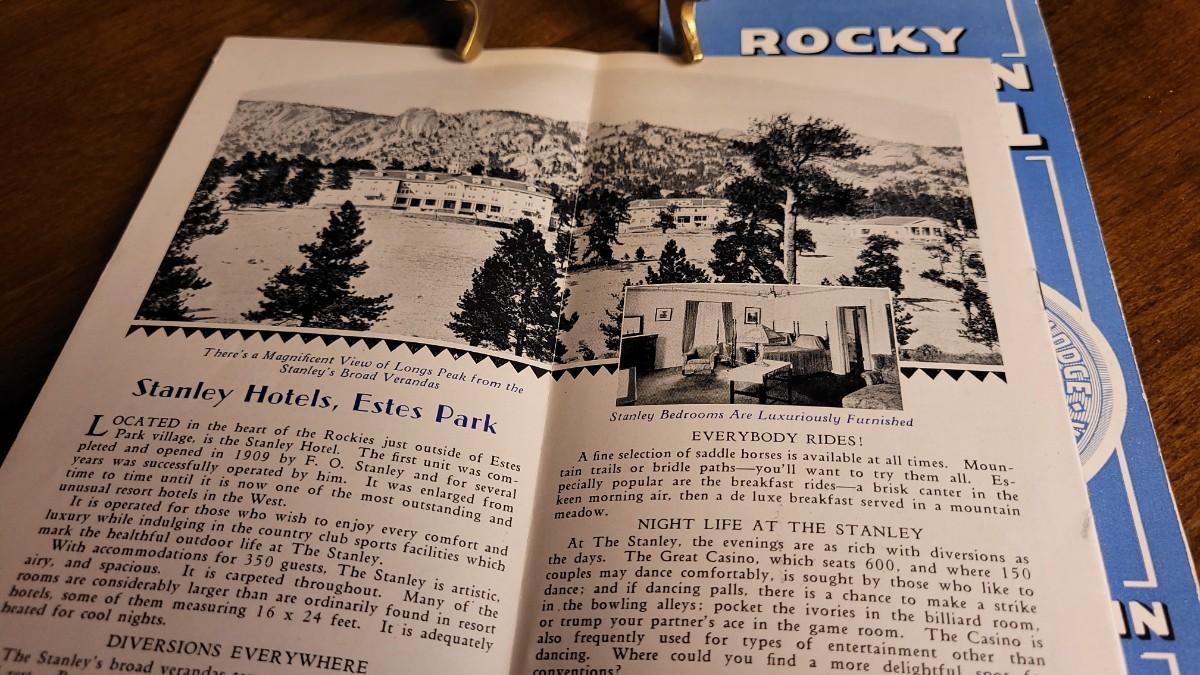 ROCKY
N
L
There's a Magnificent View of Longs Peak from the
Stanley's Broad Verandas
Stanley Hotels, Estes Park
LOCATED in the heart of the Rockies just outside of Estes
Park village, is the Stanley Hotel. The first unit was com-
pleted and opened in 1909 by F. O. Stanley and for several
years was successfully operated by him. It was enlarged from
time to time until it is now one of the most outstanding and
unusual resort hotels in the West.
It is operated for those who wish to enjoy every comfort and
luxury while indulging in the country club sports facilities which
mark the healthful outdoor life at The Stanley.
With accommodations for 350 guests, The Stanley is artistic,
airy, and spacious. It is carpeted throughout. Many of the
rooms are considerably larger than are ordinarily found in resort
hotels, some of them measuring 16 x 24 feet. It is adequately
heated for cool nights.
DIVERSIONS EVERYWHERE
The Stanley's broad verandas
Stanley Bedrooms Are Luxuriously Furnished
EVERYBODY RIDES!
A fine selection of saddle horses is available at all times. Moun-
tain trails or bridle paths—you'll want to try them all. Es-
pecially popular are the breakfast rides—a brisk canter in the
keen morning air, then a de luxe breakfast served in a mountain
meadow.
NIGHT LIFE AT THE STANLEY
At The Stanley, the evenings are as rich with diversions as
the days. The Great Casino, which seats 600, and where 150
couples may dance comfortably, is sought by those who like to
dance; and if dancing palls, there is a chance to make a strike
in the bowling alleys; pocket the ivories in the billiard room,
or trump your partner's ace in the game room. The Casino is
also frequently used for types of entertainment other than
dancing. Where could you find a more delightful spot
conventions?
IN